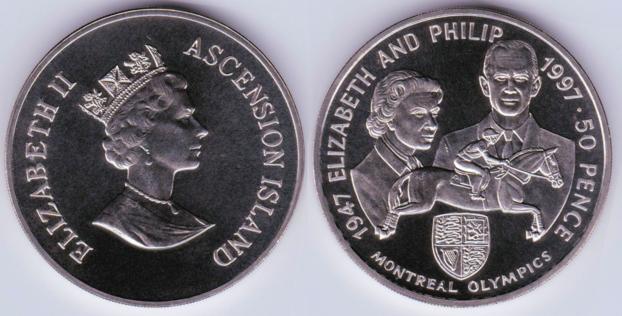 ELIZABETH II
ASCENSION ISLAND
1947 ELIZABETH AND PHILIP 1997 · 50 PENCE
MONTREAL OLYMPICS